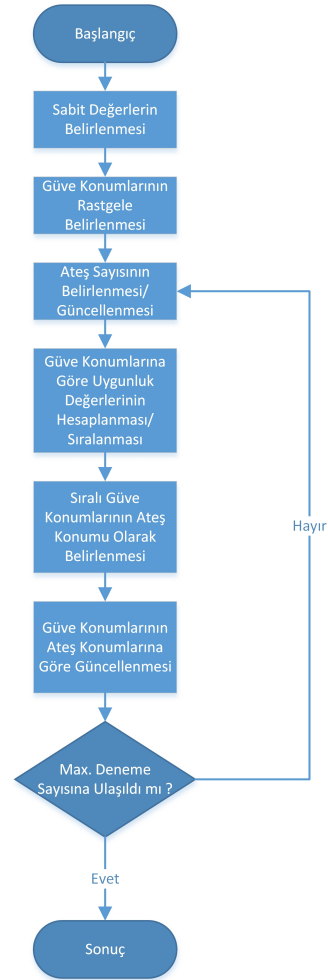 Başlangıç
Sabit Değerlerin
Belirlenmesi
Güve Konumlarının
Rastgele
Belirlenmesi
Ateş Sayısının
Belirlenmesi/
Güncellenmesi
Güve Konumlarına
Göre Uygunluk
Değerlerinin
Hesaplanması/
Sıralanması
Sıralı Güve
Konumlarının Ateş
Konumu Olarak
Belirlenmesi
Hayır
Güve Konumlarının
Ateş Konumlarına
Göre Güncellenmesi
Max. Deneme
Sayısına Ulaşıldı mı ?
Evet
Sonuç